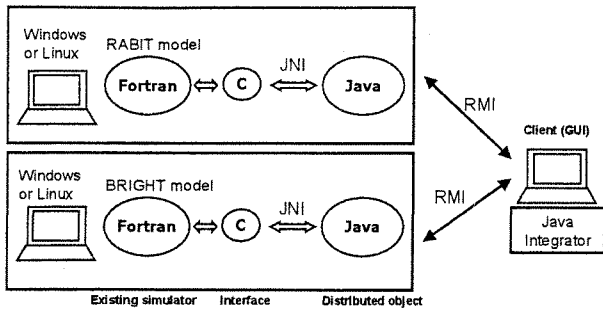 Windows
or Linux
RABIT model
Fortran
C
JNI
Java
RMI
Client (GUI)
Java
Integrator
Windows
or Linux
BRIGHT model
Fortran
C
JNI
Java
RMI
Existing simulator
Interface
Distributed object